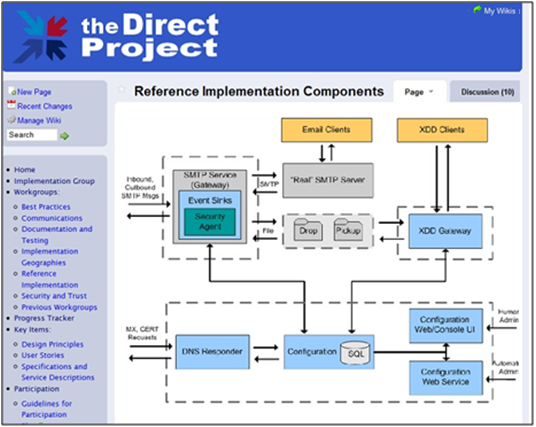 the Direct
Project
My Wikis
New Page
Recent Changes
Manage Wiki
Search
Home
Implementation Group
Workgroups:
Best Practices
Communications
Documentation and
Testing
Implementation
Geographies
Reference
Implementation
Security and Trust
Previous Workgroups
Progress Tracker
Key Items:
Design Principles
User Stories
Specifications and
Service Descriptions
Participation
Guidelines for
Participation
Reference Implementation Components
Page
Discussion (10)
Email Clients
XDD Clients
Inbound,
Outbound
SMTP Msgs
SMTP Service
(Gateway)
Event Sinks
Security
Agent
SMTP
"Real" SMTP Server
File
Drop
Pickup
XDD Gateway
MX, CERT
Requests
DNS Responder
Configuration
SQL
Configuration
Web/Console UI
Configuration
Web Service
Human
Admin
Admin